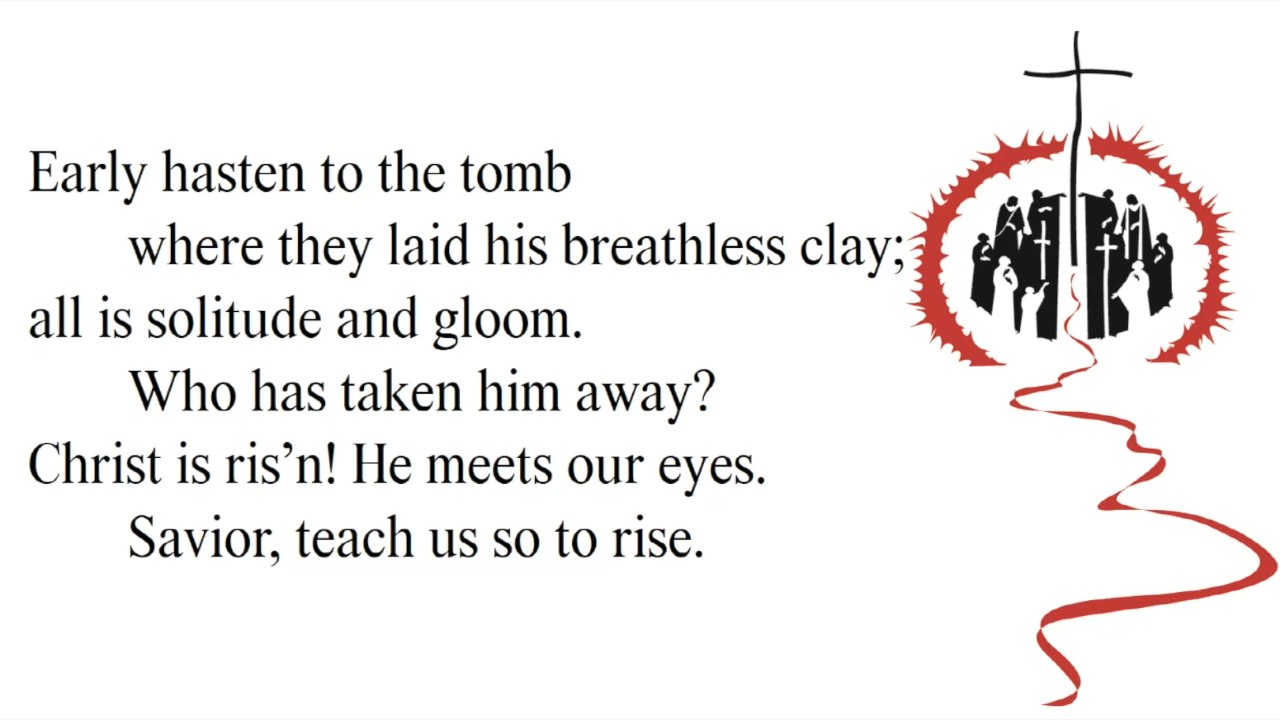 Early hasten to the tomb
where they laid his breathless clay;
all is solitude and gloom.
Who has taken him away?
Christ is ris’n! He meets our eyes.
Savior, teach us so to rise.